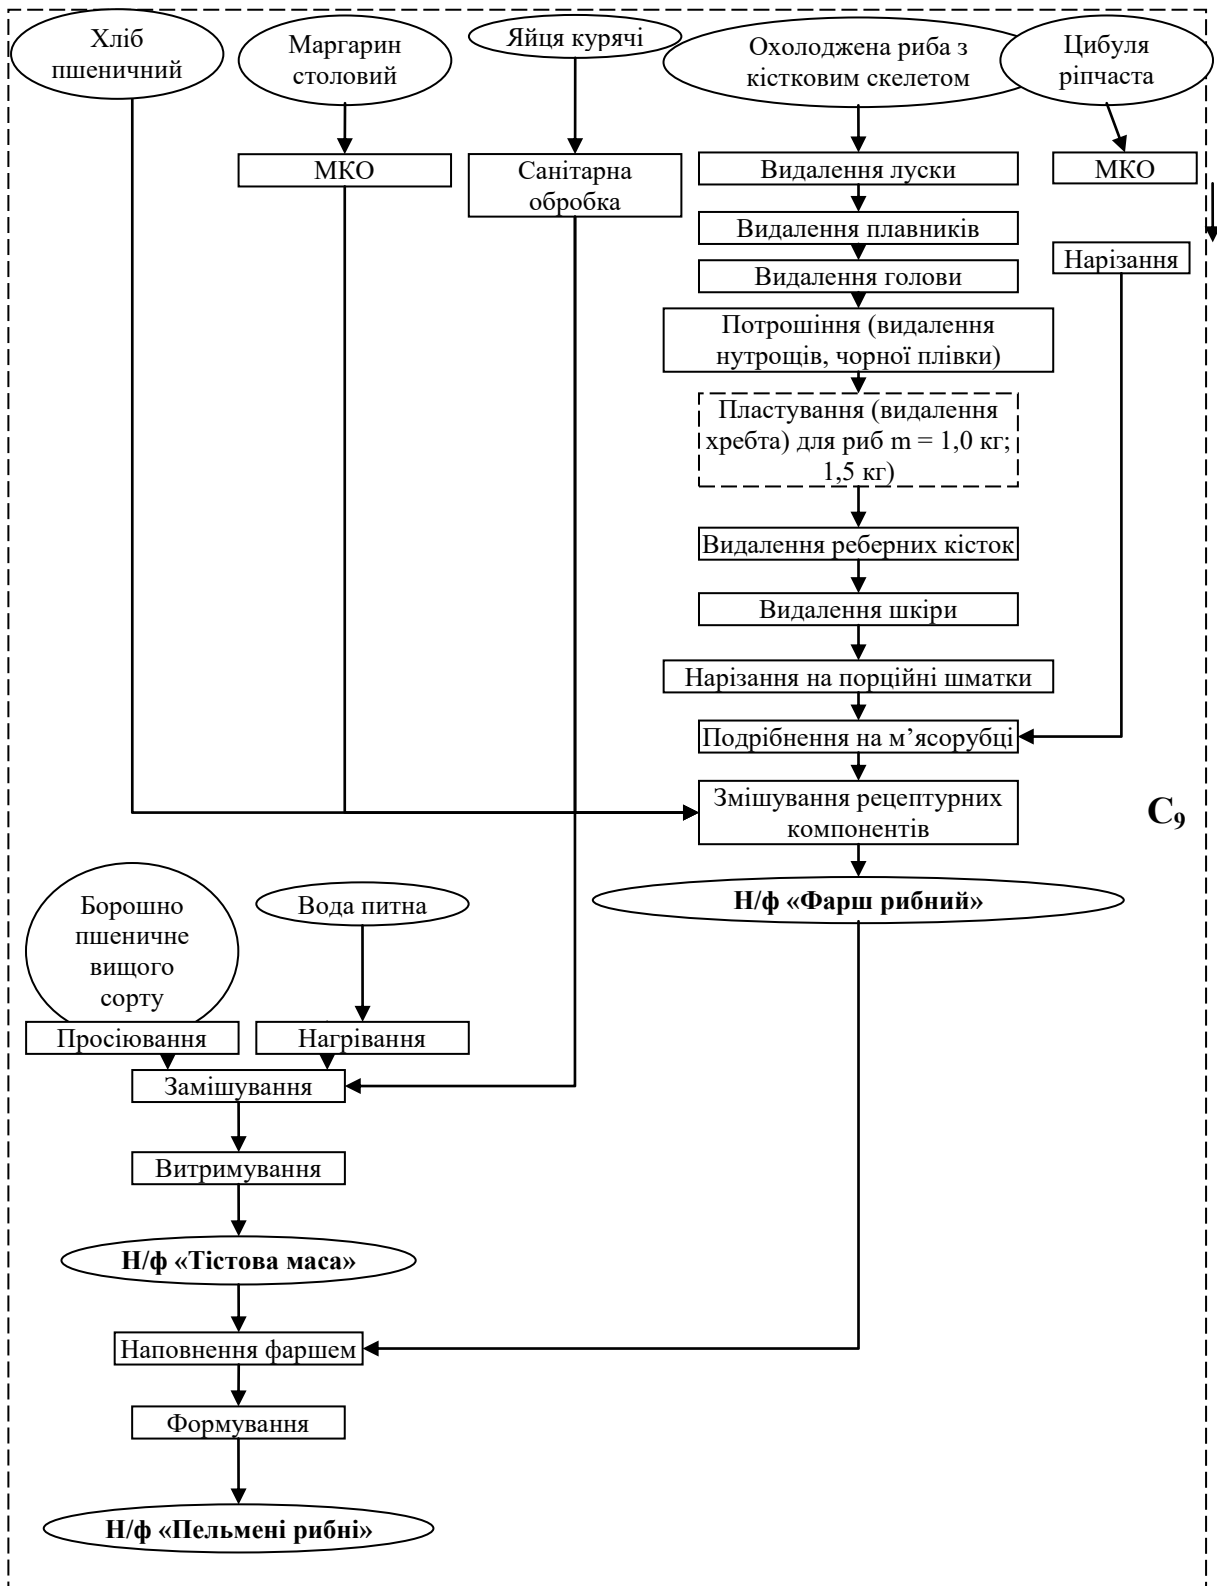 Хліб
пшеничний
Маргарин
столовий
Яйця курячі
Охолоджена риба з
кістковим скелетом
Цибуля
ріпчаста
МКО
Санітарна
обробка
Видалення луски
МКО
Видалення плавників
Нарізання
Видалення голови
Потрошіння (видалення
нутрощів, чорної плівки)
Пластування (видалення
хребта) для риб m = 1,0 кг;
1,5 кг)
Видалення реберних кісток
Видалення шкіри
Нарізання на порційні шматки
Подрібнення на м’ясорубці
Змішування рецептурних
компонентів
С₉
Н/ф «Фарш рибний»
Борошно
пшеничне
вищого
сорту
Вода питна
Просіювання
Нагрівання
Замішування
Витримування
Н/ф «Тістова маса»
Наповнення фаршем
Формування
Н/ф «Пельмені рибні»